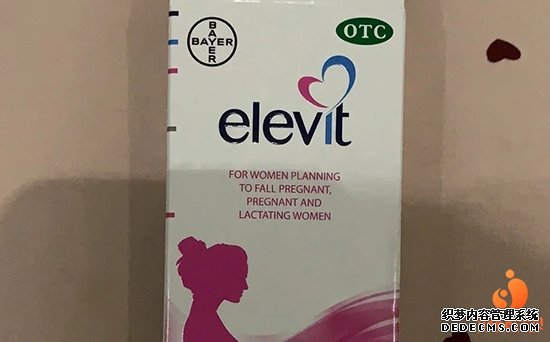 BAYER
BAYER
OTC
elevit
FOR WOMEN PLANNING
TO FALL PREGNANT,
PREGNANT AND
LACTATING WOMEN
织梦内容管理系统
DEDECMS.COM